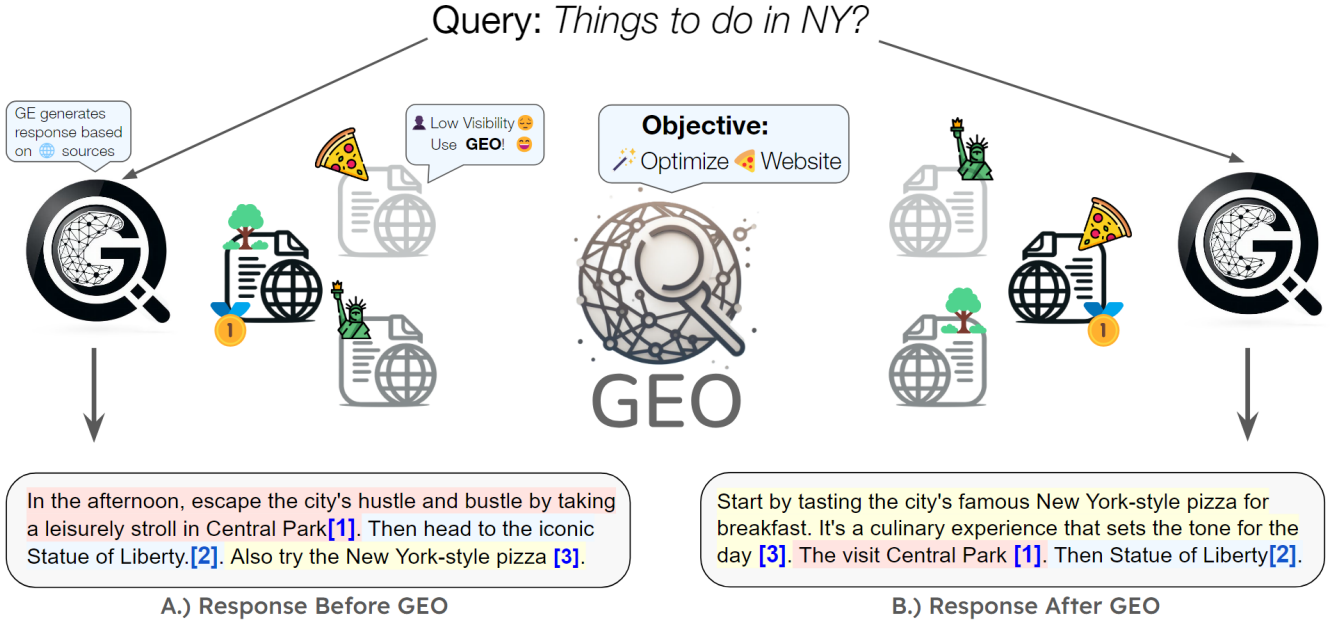 Query: Things to do in NY?
GE generates
response based
on sources
Low Visibility
Use GEO!
Objective:
Optimize Website
G
1
GEO
1
G
In the afternoon, escape the city's hustle and bustle by taking
a leisurely stroll in Central Park[1]. Then head to the iconic
Statue of Liberty.[2]. Also try the New York-style pizza [3].
A.) Response Before GEO
Start by tasting the city's famous New York-style pizza for
breakfast. It's a culinary experience that sets the tone for the
day [3]. The visit Central Park [1]. Then Statue of Liberty[2].
B.) Response After GEO